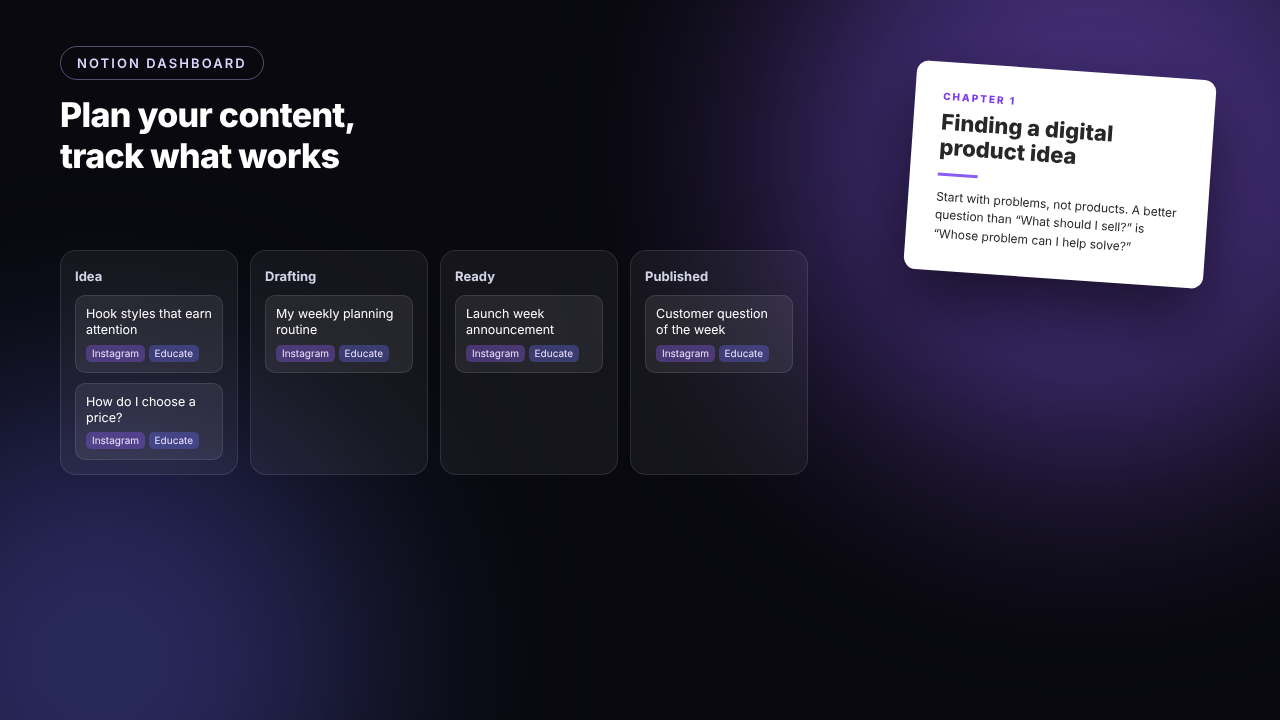 NOTION DASHBOARD
Plan your content,
track what works
CHAPTER 1
Finding a digital
product idea
Start with problems, not products. A better
question than “What should I sell?” is
“Whose problem can I help solve?”
Idea
Hook styles that earn
attention
Instagram Educate
How do I choose a
price?
Instagram Educate
Drafting
My weekly planning
routine
Instagram Educate
Ready
Launch week
announcement
Instagram Educate
Published
Customer question
of the week
Instagram Educate